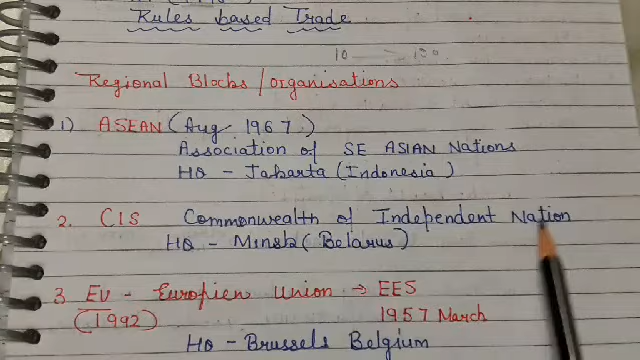 Rules based Trade
10 — 100
Regional Blocks/organisations
1) ASEAN (Aug 1967)
Association of SE ASIAN Nations
HQ - Jakarta (Indonesia)
2. CIS Commonwealth of Independent Nation
HQ - Minsk (Belarus)
3 EU - Europien Union → EES
(1992) 1957 March
HQ - Brussels Belgium